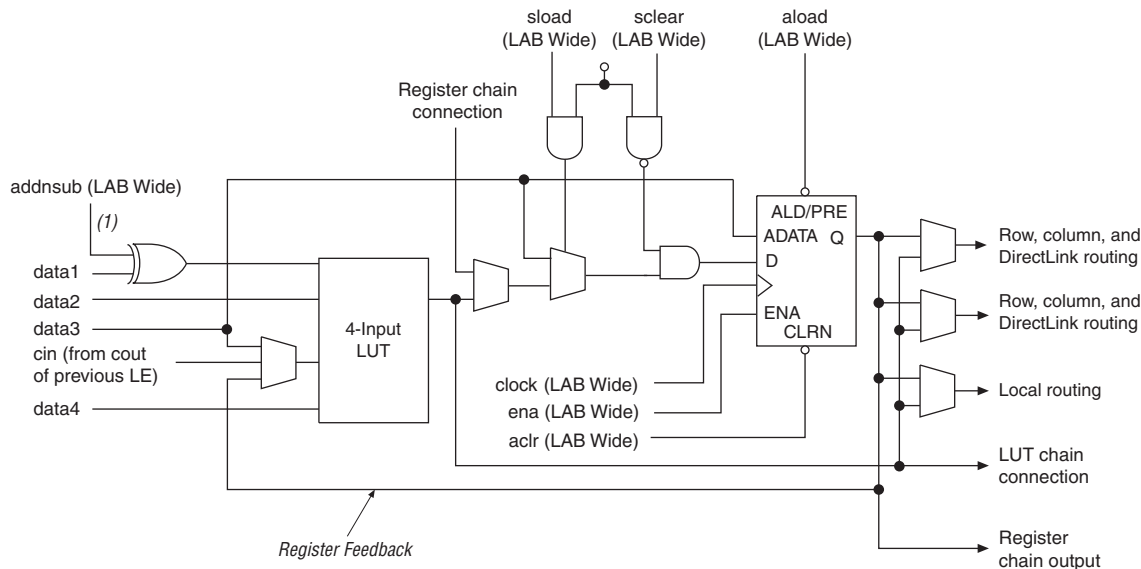 sload
(LAB Wide)
sclear
(LAB Wide)
aload
(LAB Wide)
Register chain
connection
addnsub (LAB Wide)
(1)
data1
data2
data3
cin (from cout
of previous LE)
data4
4-Input
LUT
ALD/PRE
ADATA Q
D
ENA
CLRN
clock (LAB Wide)
ena (LAB Wide)
aclr (LAB Wide)
Row, column, and
DirectLink routing
Row, column, and
DirectLink routing
Local routing
LUT chain
connection
Register
chain output
Register Feedback